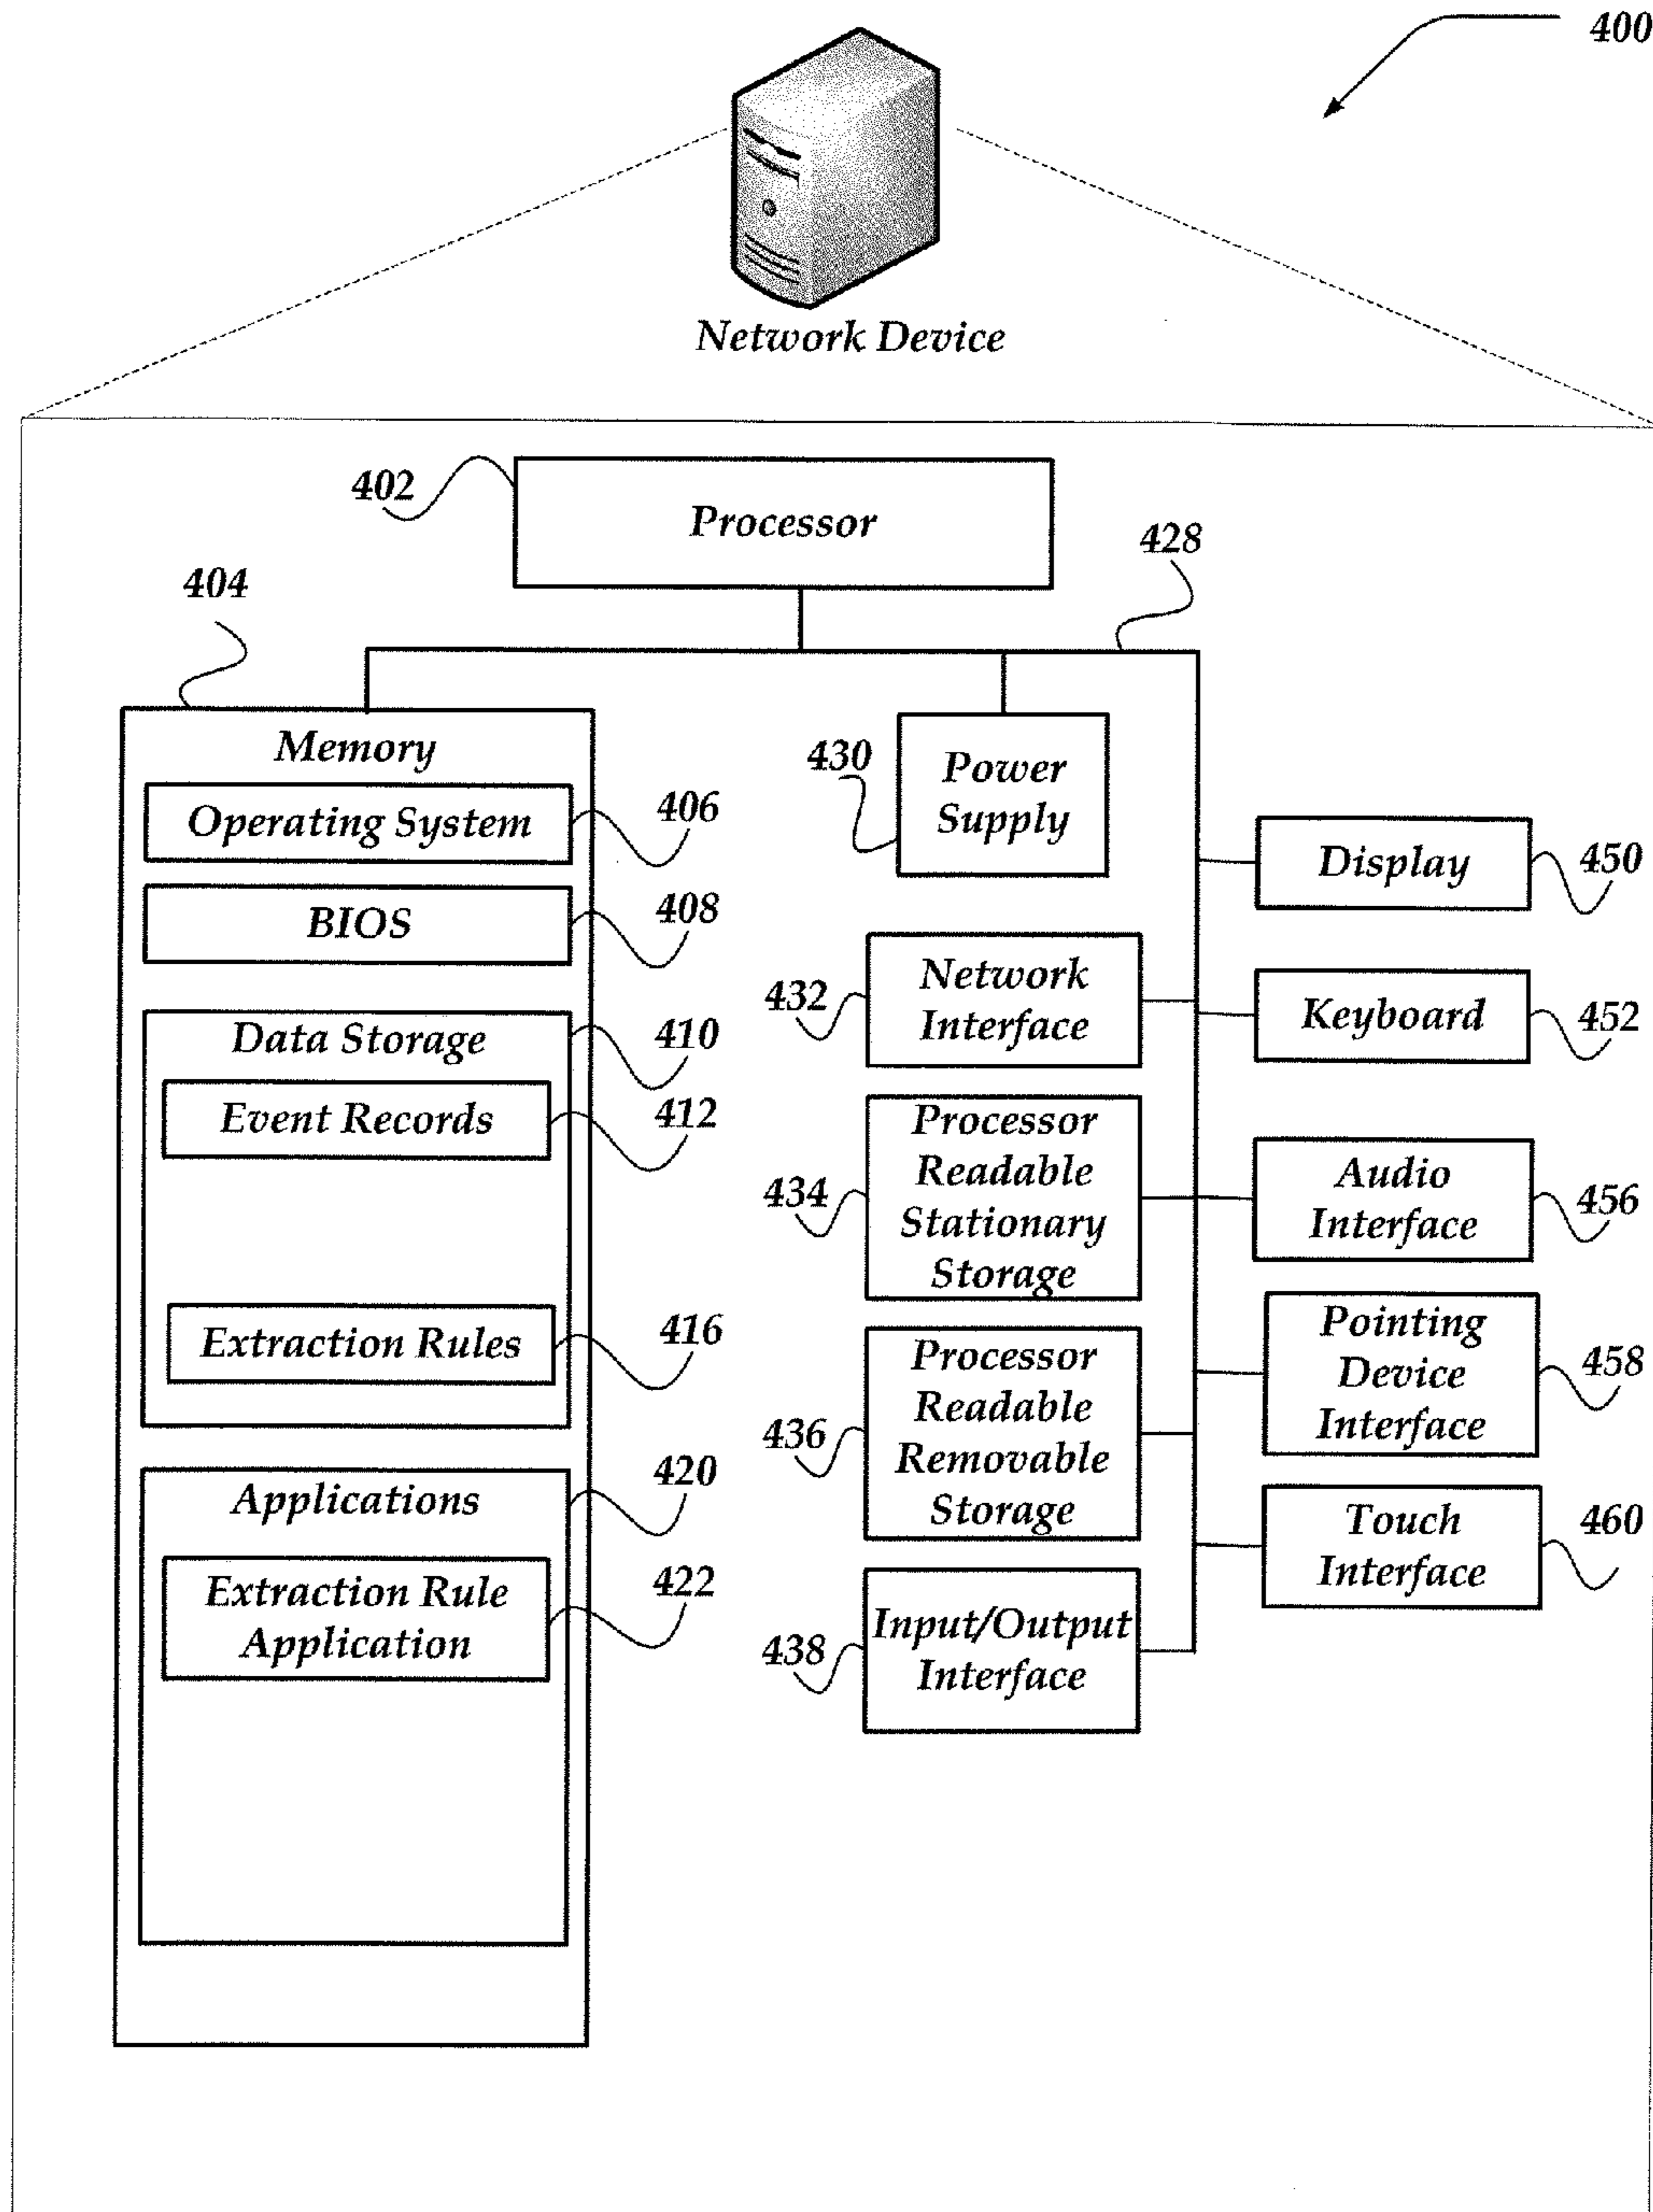 400
Network Device
402
Processor
428
404
Memory
430
Power
Supply
Operating System
406
Display
450
BIOS
408
432
Network
Interface
Keyboard
452
Data Storage
410
Event Records
412
434
Processor
Readable
Stationary
Storage
Audio
Interface
456
Extraction Rules
416
Pointing
Device
Interface
458
436
Processor
Readable
Removable
Storage
Applications
420
Touch
Interface
460
Extraction Rule
Application
422
438
Input/Output
Interface